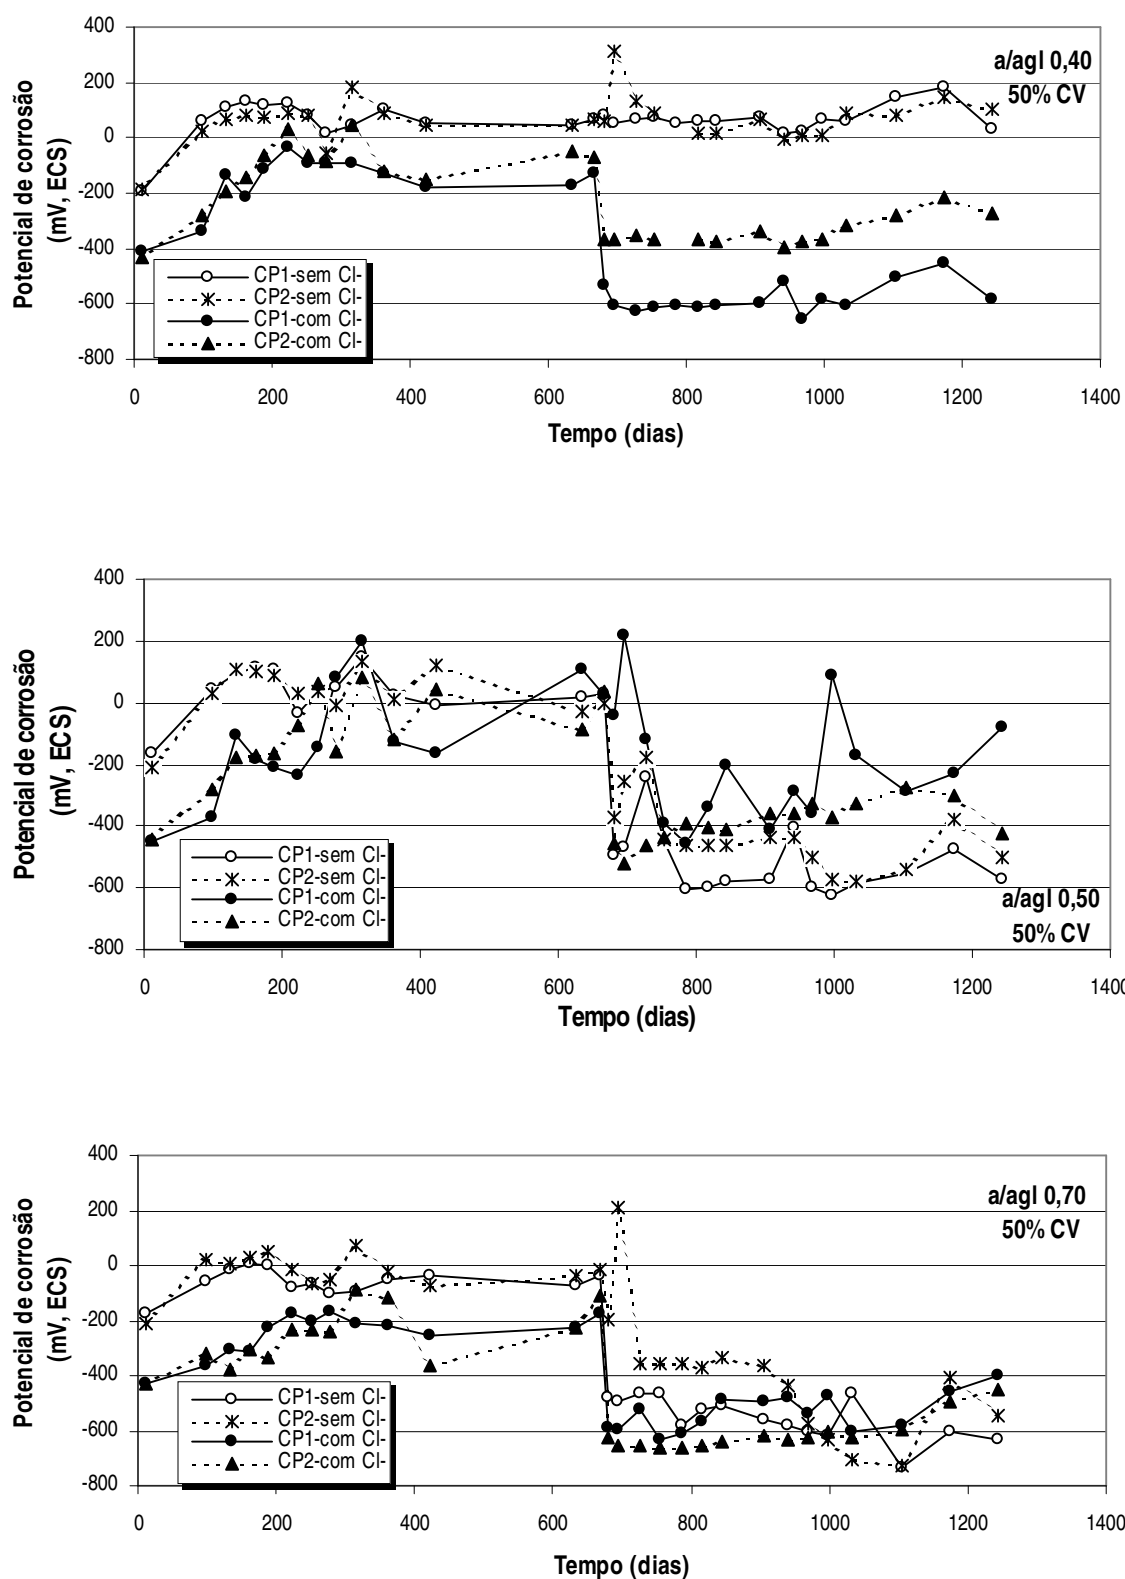 400
200
0
-200
-400
-600
-800
Potencial de corrosão
(mV, ECS)
a/agl 0,40
50% CV
CP1-sem Cl-
CP2-sem Cl-
CP1-com Cl-
CP2-com Cl-
0 200 400 600 800 1000 1200 1400
Tempo (dias)
400
200
0
-200
-400
-600
-800
Potencial de corrosão
(mV, ECS)
CP1-sem Cl-
CP2-sem Cl-
CP1-com Cl-
CP2-com Cl-
a/agl 0,50
50% CV
0 200 400 600 800 1000 1200 1400
Tempo (dias)
400
200
0
-200
-400
-600
-800
Potencial de corrosão
(mV, ECS)
a/agl 0,70
50% CV
CP1-sem Cl-
CP2-sem Cl-
CP1-com Cl-
CP2-com Cl-
0 200 400 600 800 1000 1200 1400
Tempo (dias)